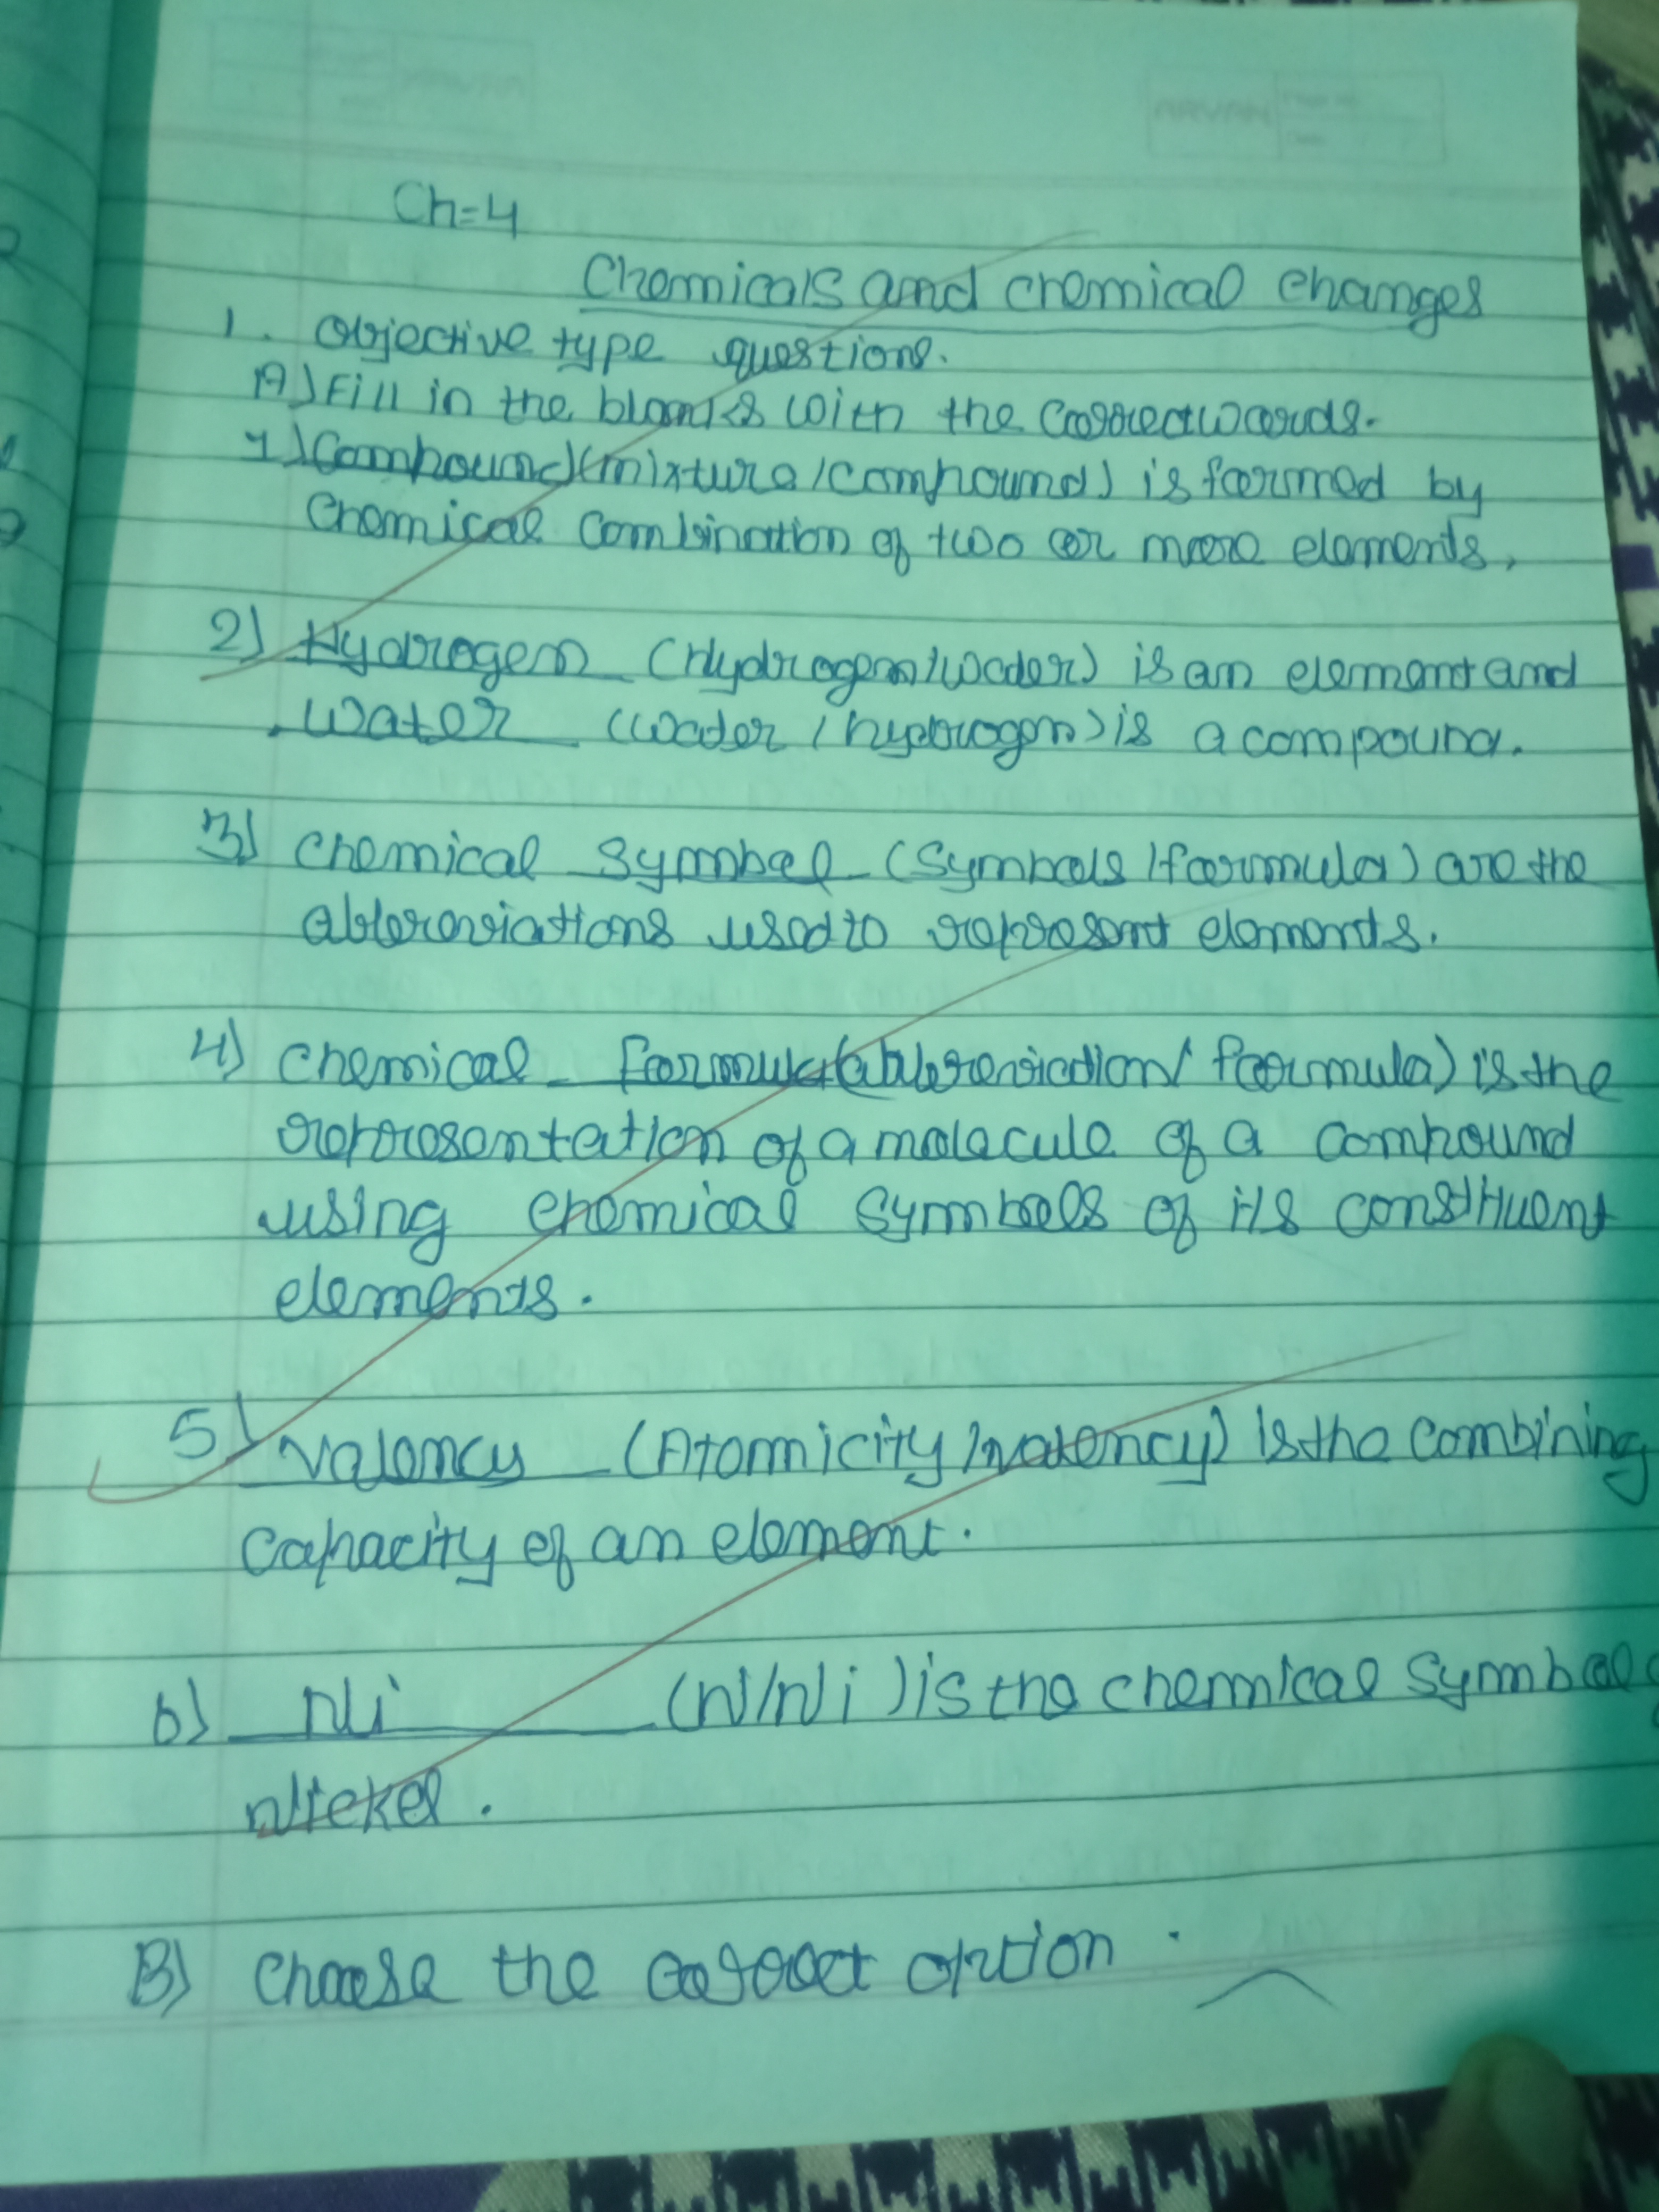 Ch=4
Chemicals and chemical changes
1. Objective type questions.
A) Fill in the blanks with the correct words.
1) Compound (mixture/compound) is formed by
chemical combination of two or more elements.
2) Hydrogen (Hydrogen/water) is an element and
water (water/hydrogen) is a compound.
3) chemical symbol (symbols/formula) are the
abbreviations used to represent elements.
4) chemical formula (abbreviation/formula) is the
representation of a molecule of a compound
using chemical symbols of its constituent
elements.
5) valency (Atomicity/valency) is the combining
capacity of an element.
6) Ni (N/Ni) is the chemical symbol
Nickel.
B) choose the correct option.